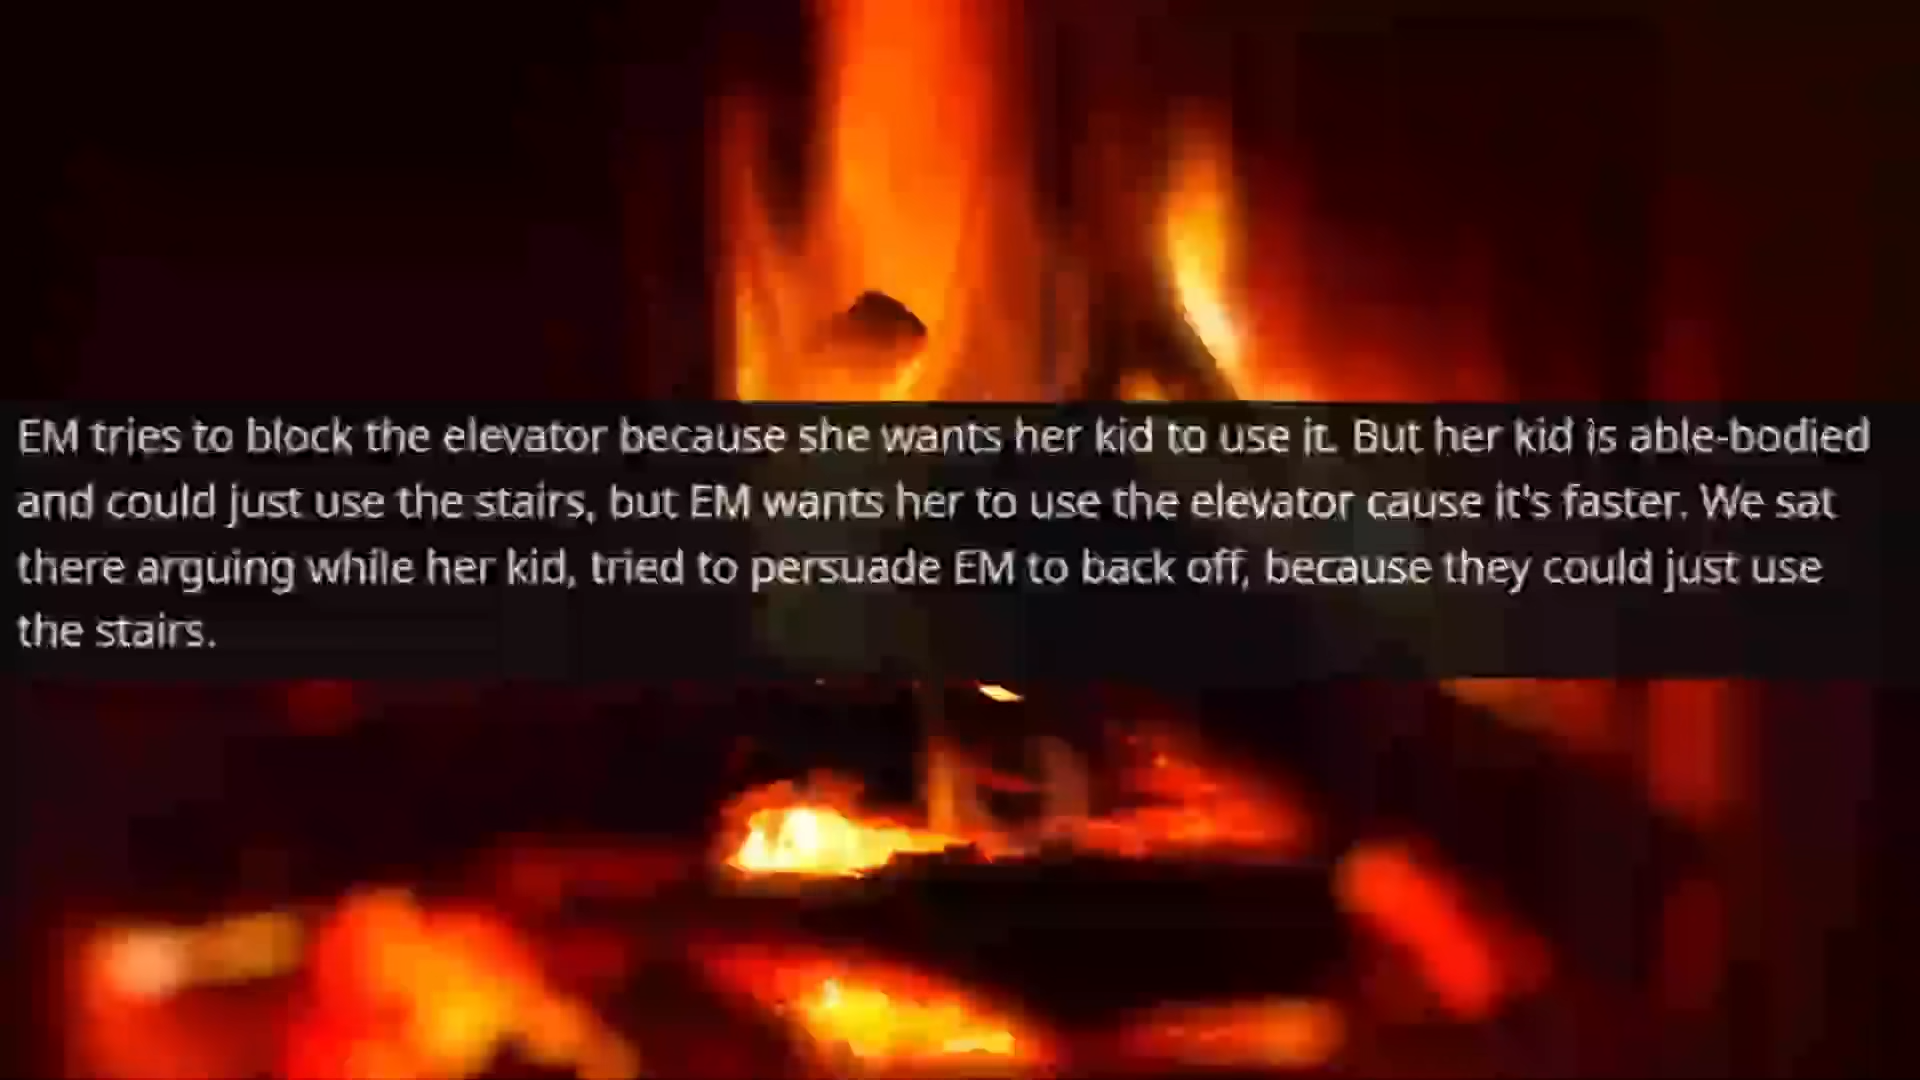 EM tries to block the elevator because she wants her kid to use it. But her kid is able-bodied
and could just use the stairs, but EM wants her to use the elevator cause it's faster. We sat
there arguing while her kid, tried to persuade EM to back off, because they could just use
the stairs.